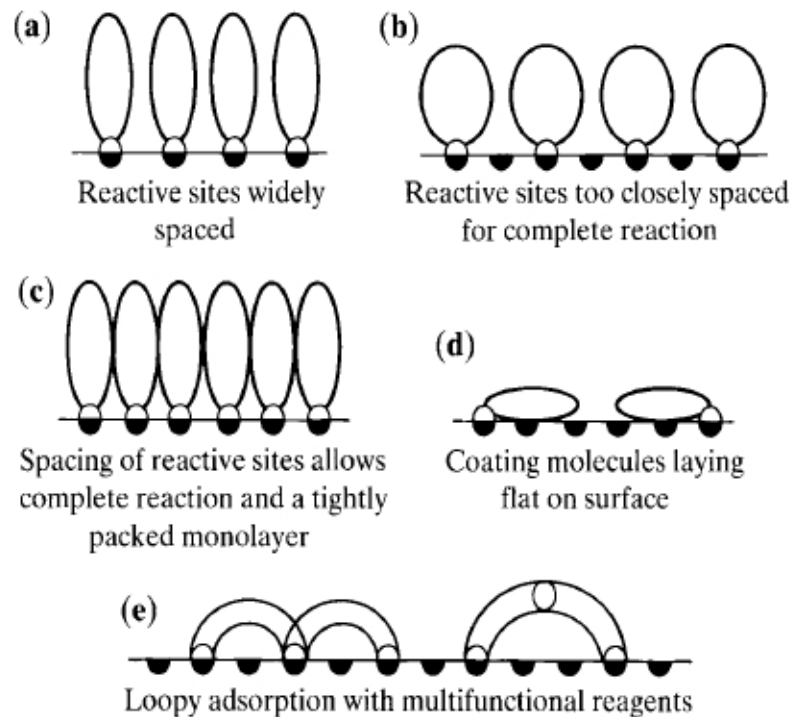 (a)
Reactive sites widely
spaced
(b)
Reactive sites too closely spaced
for complete reaction
(c)
Spacing of reactive sites allows
complete reaction and a tightly
packed monolayer
(d)
Coating molecules laying
flat on surface
(e)
Loopy adsorption with multifunctional reagents